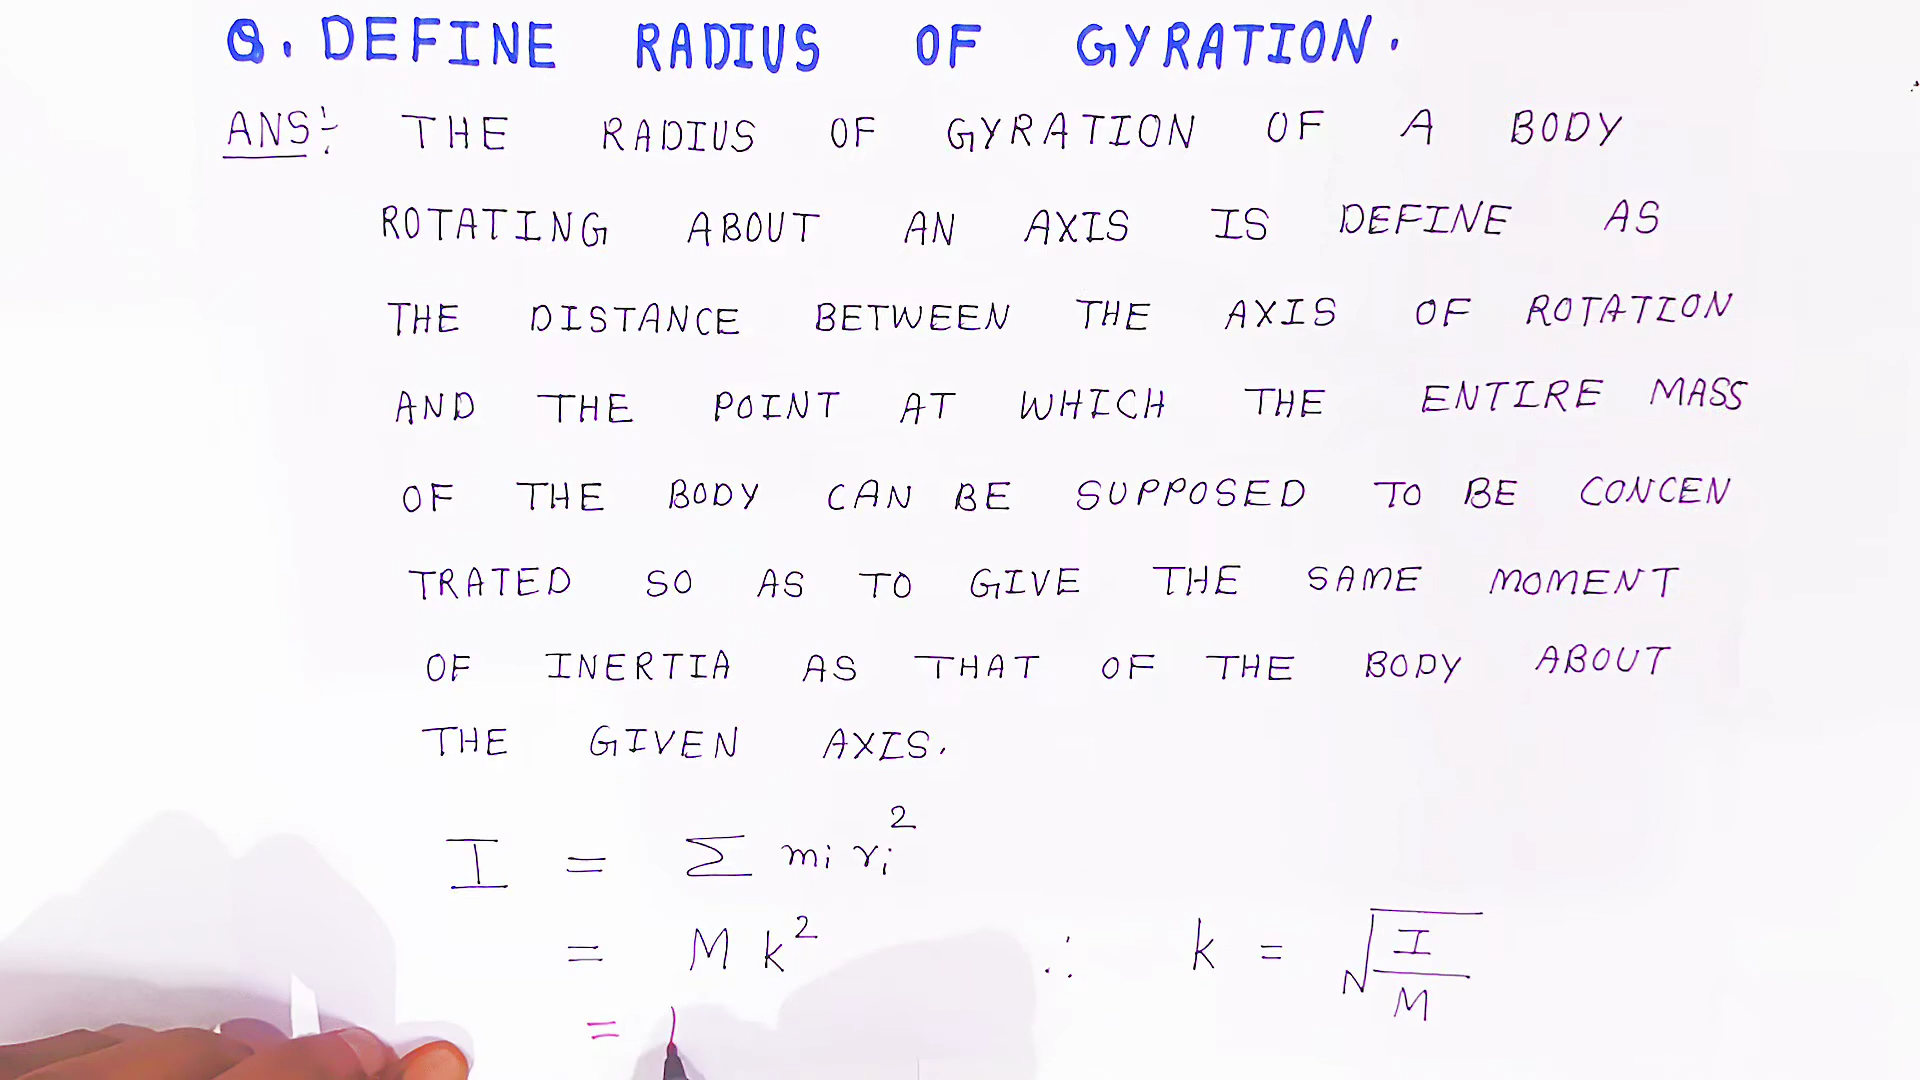 Q. DEFINE RADIUS OF GYRATION.
ANS:- THE RADIUS OF GYRATION OF A BODY
ROTATING ABOUT AN AXIS IS DEFINE AS
THE DISTANCE BETWEEN THE AXIS OF ROTATION
AND THE POINT AT WHICH THE ENTIRE MASS
OF THE BODY CAN BE SUPPOSED TO BE CONCEN
TRATED SO AS TO GIVE THE SAME MOMENT
OF INERTIA AS THAT OF THE BODY ABOUT
THE GIVEN AXIS.
I = Σ mi ri²
= M k² ∴ k = √I/M
=